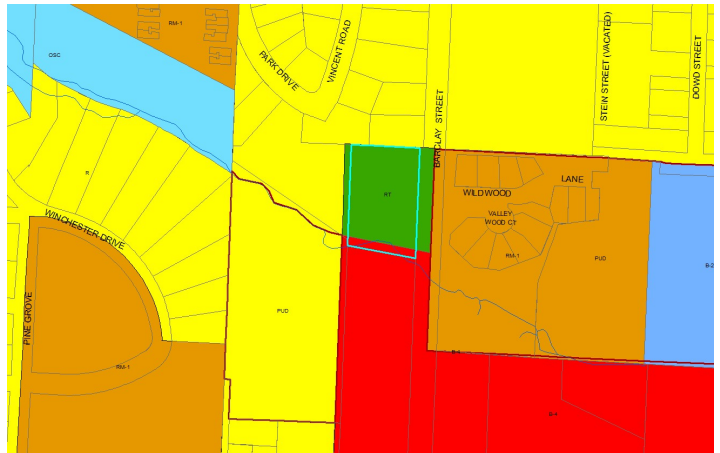 RM-1
OSC
PARK DRIVE
VINCENT ROAD
STEIN STREET (VACATED)
DOWD STREET
BARCLAY STREET
R
RT
WILDWOOD LANE
VALLEY
WOOD CT
WINCHESTER DRIVE
RM-1
PUD
B-2
PINE GROVE
PUD
RM-1
B-4